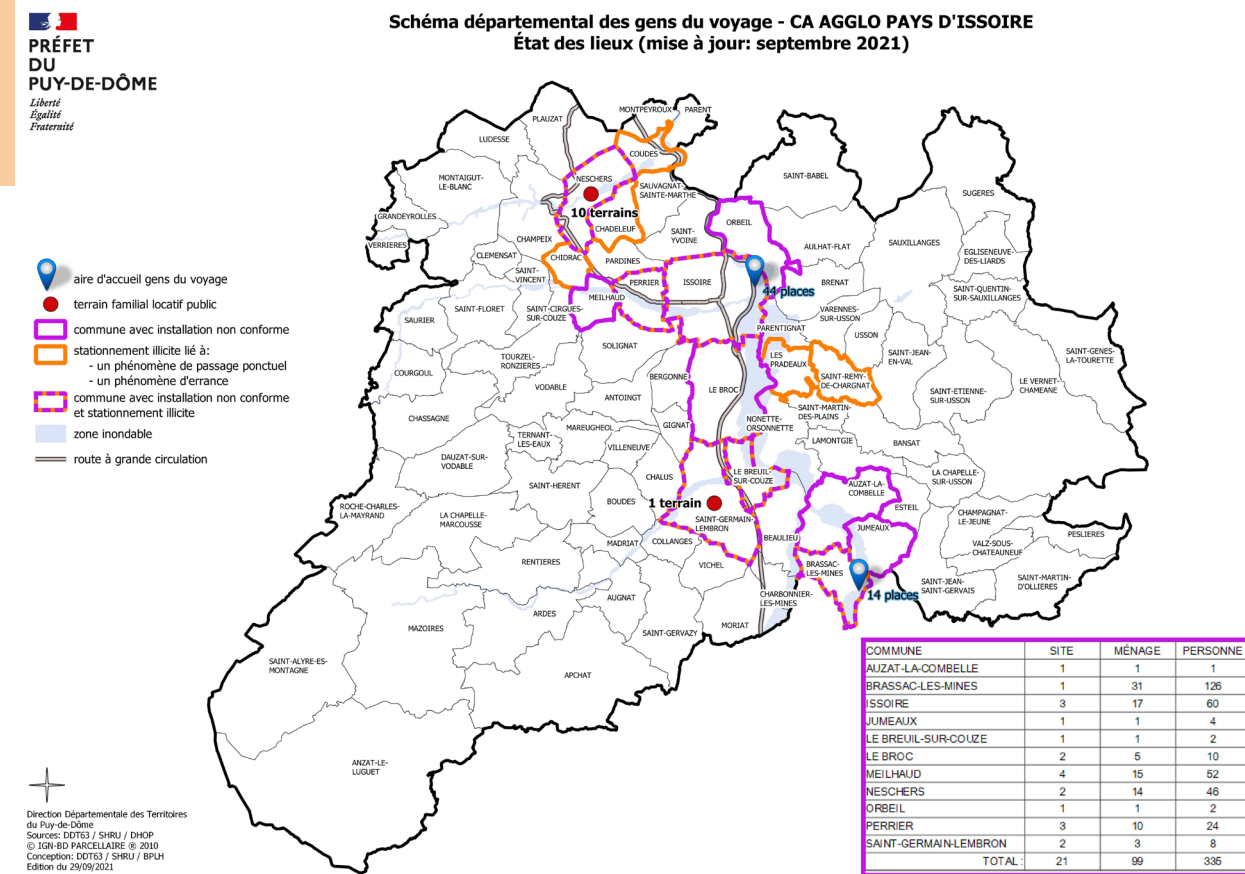 PRÉFET
DU
PUY-DE-DÔME
Liberté
Égalité
Fraternité
Schéma départemental des gens du voyage - CA AGGLO PAYS D'ISSOIRE
État des lieux (mise à jour: septembre 2021)
aire d'accueil gens du voyage
terrain familial locatif public
commune avec installation non conforme
stationnement illicite lié à:
- un phénomène de passage ponctuel
- un phénomène d'errance
commune avec installation non conforme
et stationnement illicite
zone inondable
route à grande circulation
MONTPEYROUX
PARENT
PLAUZAT
LUDESSE
COUDES
MONTAIGUT-
LE-BLANC
NESCHERS
SAUVAGNAT-
SAINTE-MARTHE
SAINT-BABEL
SUGERES
10 terrains
GRANDEYROLLES
CHADELEUF
ORBEIL
VERRIERES
CHAMPEIX
SAINT-
YVOINE
AULHAT-FLAT
SAUXILLANGES
EGLISENEUVE-
DES-LIARDS
CLEMENSAT
CHIDRAC
PARDINES
SAINT-
VINCENT
PERRIER
ISSOIRE
44 places
BRENAT
SAINT-QUENTIN-
SUR-SAUXILLANGES
MEILHAUD
SAINT-FLORET
SAINT-CIRGUES-
SUR-COUZE
SAURIER
VARENNES-
SUR-USSON
PARENTIGNAT
USSON
SOLIGNAT
TOURZEL-
RONZIERES
LES
PRADEAUX
SAINT-JEAN-
EN-VAL
SAINT-GENES-
LA-TOURETTE
COURGOUL
BERGONNE
SAINT-REMY-
DE-CHARGNAT
LE VERNET-
CHAMEANE
VODABLE
LE BROC
SAINT-ETIENNE-
SUR-USSON
ANTOINGT
SAINT-MARTIN-
DES-PLAINS
CHASSAGNE
MAREUGHEOL
GIGNAT
NONETTE-
ORSONNETTE
TERNANT-
LES-EAUX
VILLENEUVE
LAMONTGIE
BANSAT
DAUZAT-SUR-
VODABLE
CHALUS
LE BREUIL-
SUR-COUZE
LA CHAPELLE-
SUR-USSON
SAINT-HERENT
AUZAT-LA-
COMBELLE
BOUDES
1 terrain
ESTEIL
ROCHE-CHARLES-
LA-MAYRAND
LA CHAPELLE-
MARCOUSSE
SAINT-GERMAIN-
LEMBRON
CHAMPAGNAT-
LE-JEUNE
JUMEAUX
PESLIERES
MADRIAT
COLLANGES
BEAULIEU
VALZ-SOUS-
CHATEAUNEUF
RENTIERES
VICHEL
BRASSAC-
LES-MINES
SAINT-JEAN-
SAINT-GERVAIS
SAINT-MARTIN-
D'OLLIERES
14 places
CHARBONNIER-
LES-MINES
AUGNAT
ARDES
MAZOIRES
SAINT-GERVAZY
MORIAT
SAINT-ALYRE-ES-
MONTAGNE
APCHAT
ANZAT-LE-
LUGUET
COMMUNE SITE MÉNAGE PERSONNE
AUZAT-LA-COMBELLE 1 1 1
BRASSAC-LES-MINES 1 31 126
ISSOIRE 3 17 60
JUMEAUX 1 1 4
LE BREUIL-SUR-COUZE 1 1 2
LE BROC 2 5 10
MEILHAUD 4 15 52
NESCHERS 2 14 46
ORBEIL 1 1 2
PERRIER 3 10 24
SAINT-GERMAIN-LEMBRON 2 3 8
TOTAL : 21 99 335
Direction Départementale des Territoires
du Puy-de-Dôme
Sources: DDT63 / SHRU / DHOP
© IGN-BD PARCELLAIRE ® 2010
Conception: DDT63 / SHRU / BPLH
Edition du 29/09/2021